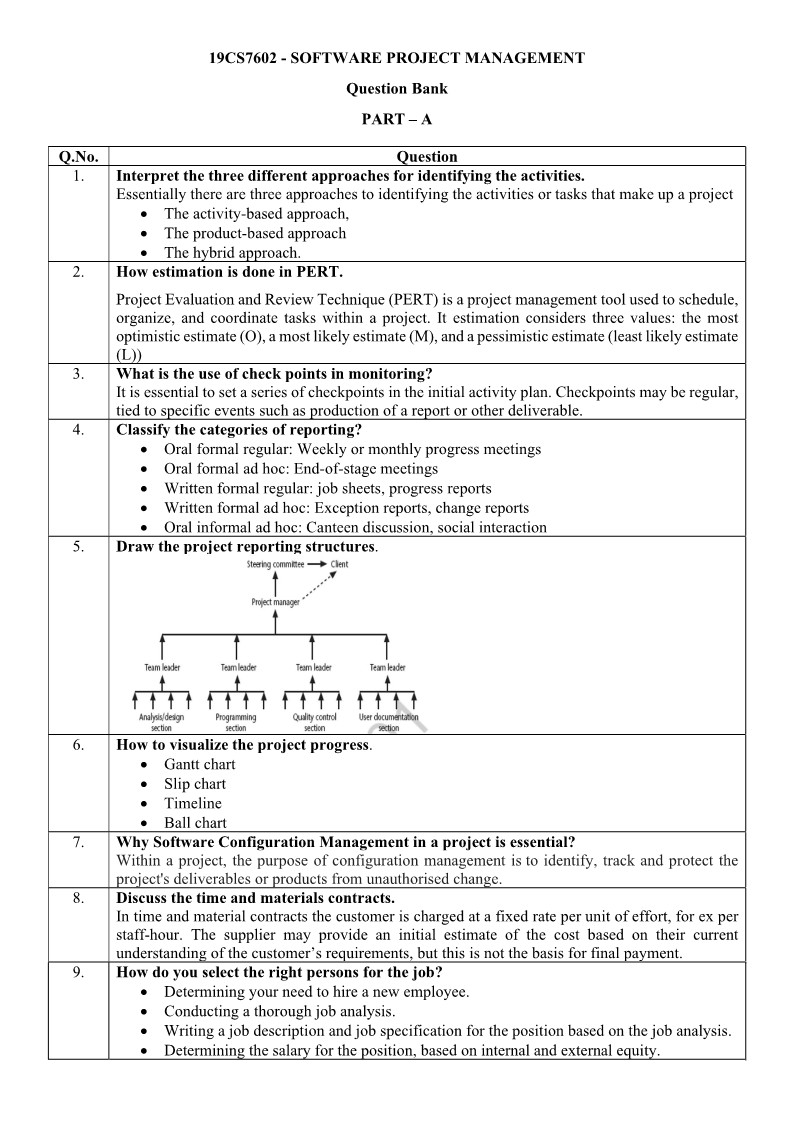 19CS7602 - SOFTWARE PROJECT MANAGEMENT
Question Bank
PART – A
Q.No. Question
1. Interpret the three different approaches for identifying the activities.
Essentially there are three approaches to identifying the activities or tasks that make up a project
• The activity-based approach,
• The product-based approach
• The hybrid approach.
2. How estimation is done in PERT.
Project Evaluation and Review Technique (PERT) is a project management tool used to schedule,
organize, and coordinate tasks within a project. It estimation considers three values: the most
optimistic estimate (O), a most likely estimate (M), and a pessimistic estimate (least likely estimate
(L))
3. What is the use of check points in monitoring?
It is essential to set a series of checkpoints in the initial activity plan. Checkpoints may be regular,
tied to specific events such as production of a report or other deliverable.
4. Classify the categories of reporting?
• Oral formal regular: Weekly or monthly progress meetings
• Oral formal ad hoc: End-of-stage meetings
• Written formal regular: job sheets, progress reports
• Written formal ad hoc: Exception reports, change reports
• Oral informal ad hoc: Canteen discussion, social interaction
5. Draw the project reporting structures.
Steering committee Client
Project manager
Team leader Team leader Team leader Team leader
Analysis/design Programming Quality control User documentation
section section section section
6. How to visualize the project progress.
• Gantt chart
• Slip chart
• Timeline
• Ball chart
7. Why Software Configuration Management in a project is essential?
Within a project, the purpose of configuration management is to identify, track and protect the
project's deliverables or products from unauthorised change.
8. Discuss the time and materials contracts.
In time and material contracts the customer is charged at a fixed rate per unit of effort, for ex per
staff-hour. The supplier may provide an initial estimate of the cost based on their current
understanding of the customer’s requirements, but this is not the basis for final payment.
9. How do you select the right persons for the job?
• Determining your need to hire a new employee.
• Conducting a thorough job analysis.
• Writing a job description and job specification for the position based on the job analysis.
• Determining the salary for the position, based on internal and external equity.